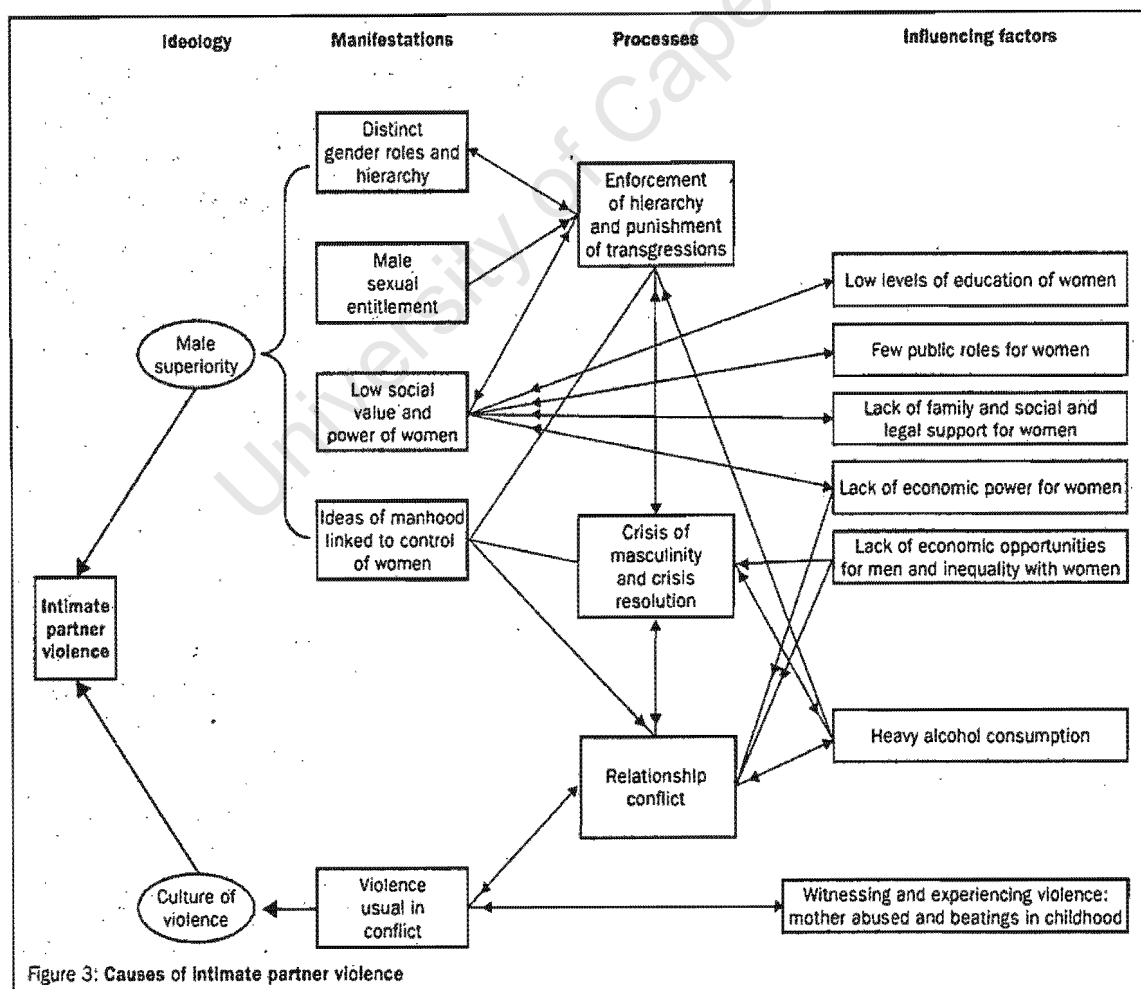 University of Cape
Ideology
Manifestations
Processes
Influencing factors
Distinct
gender roles and
hierarchy
Enforcement
of hierarchy
and punishment
of transgressions
Male
sexual
entitlement
Low levels of education of women
Male
superiority
Few public roles for women
Low social
value and
power of women
Lack of family and social and
legal support for women
Lack of economic power for women
Ideas of manhood
linked to control
of women
Crisis of
masculinity
and crisis
resolution
Lack of economic opportunities
for men and inequality with women
Intimate
partner
violence
Heavy alcohol consumption
Relationship
conflict
Culture of
violence
Violence
usual in
conflict
Witnessing and experiencing violence:
mother abused and beatings in childhood
Figure 3: Causes of intimate partner violence